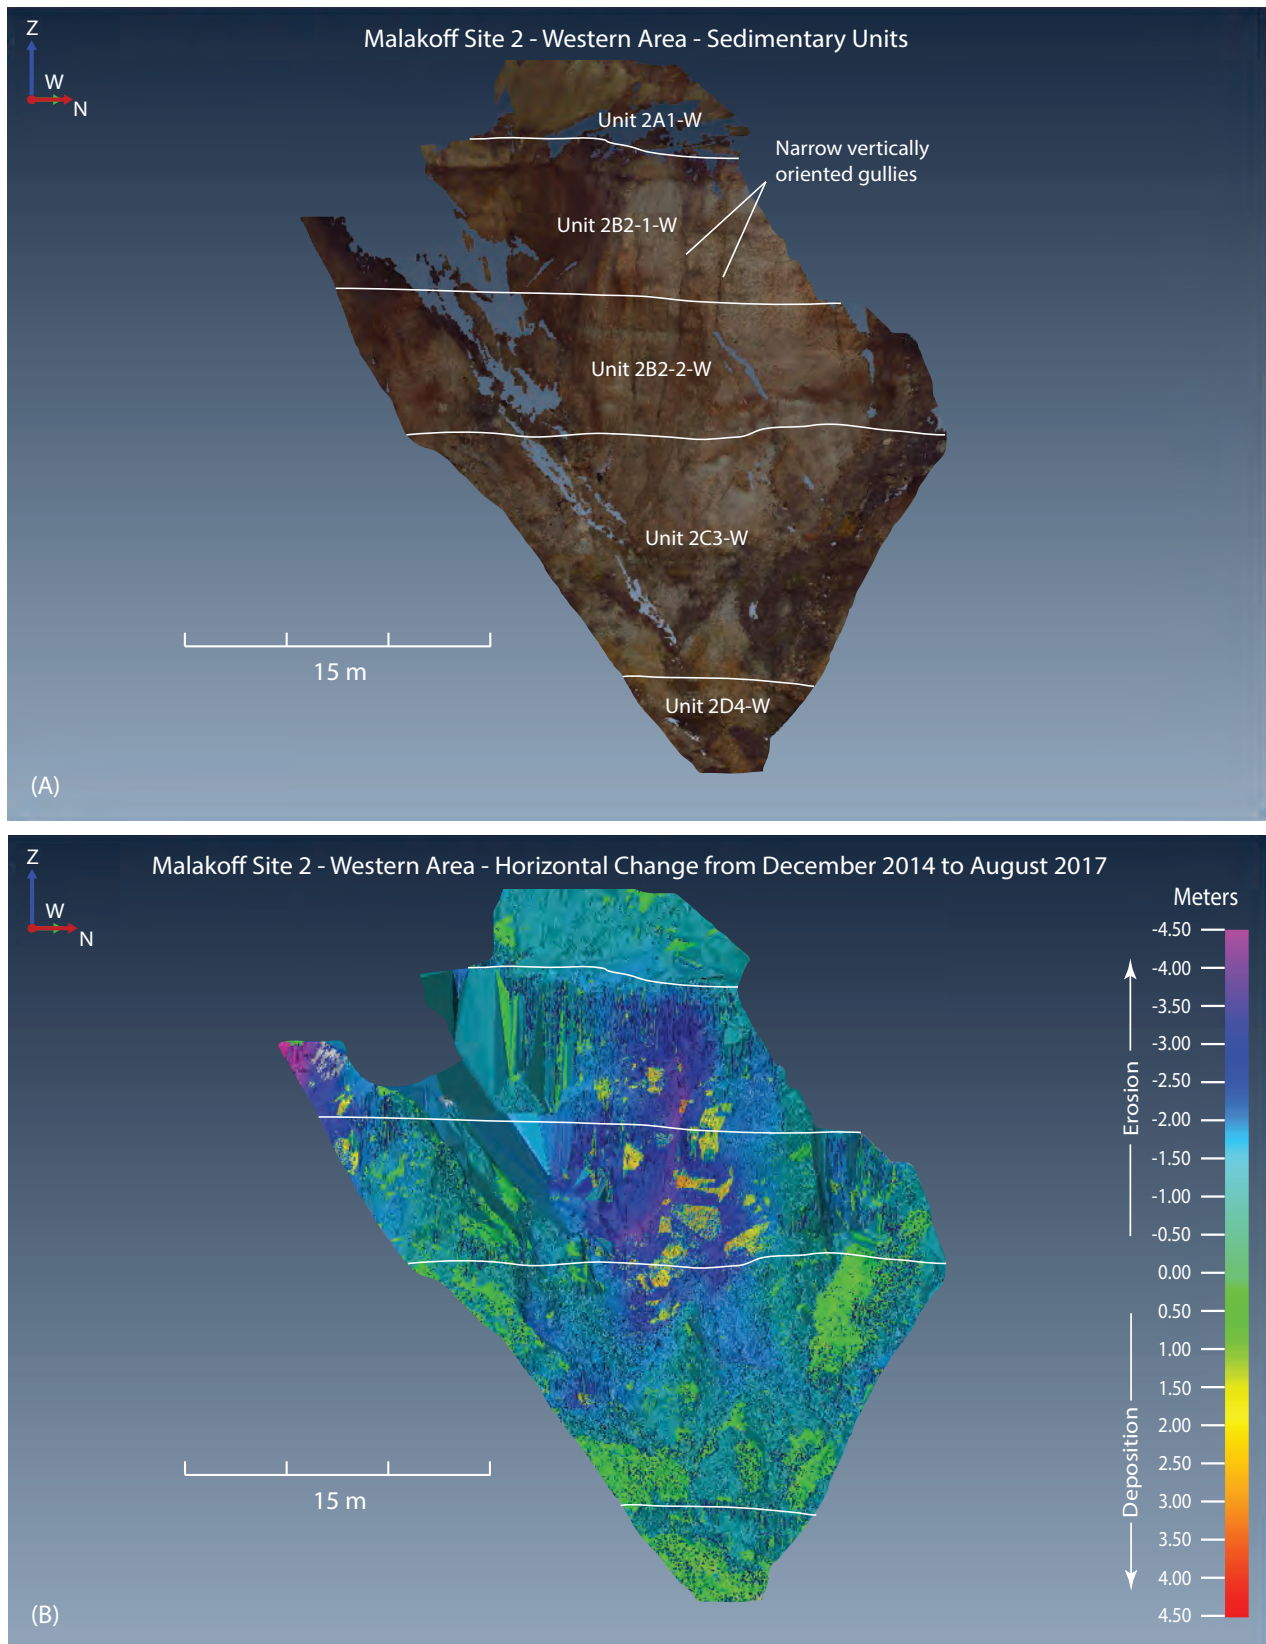 Malakoff Site 2 - Western Area - Sedimentary Units
Z
W
N
Unit 2A1-W
Narrow vertically
oriented gullies
Unit 2B2-1-W
Unit 2B2-2-W
Unit 2C3-W
15 m
Unit 2D4-W
(A)
Malakoff Site 2 - Western Area - Horizontal Change from December 2014 to August 2017
Z
W
N
Meters
-4.50
-4.00
-3.50
-3.00
-2.50
-2.00
-1.50
-1.00
-0.50
0.00
0.50
1.00
1.50
2.00
2.50
3.00
3.50
4.00
4.50
Erosion
Deposition
15 m
(B)